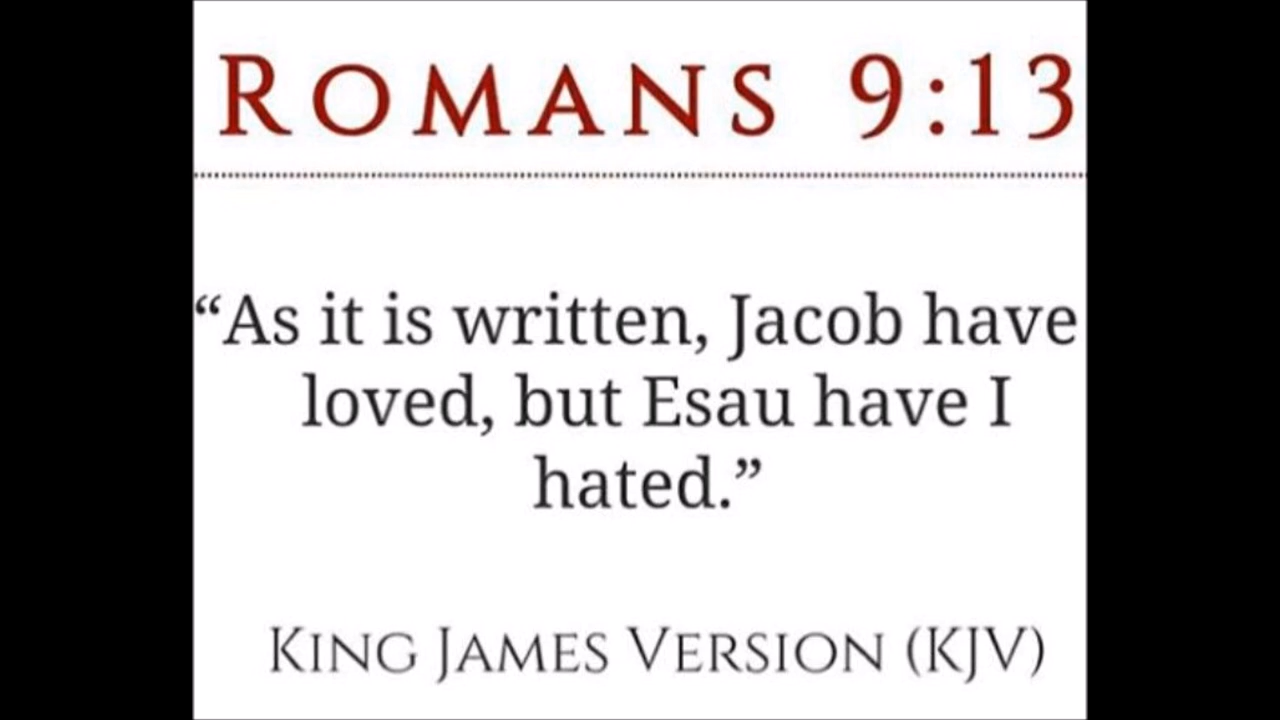 ROMANS 9:13
“As it is written, Jacob have
loved, but Esau have I
hated.”
KING JAMES VERSION (KJV)